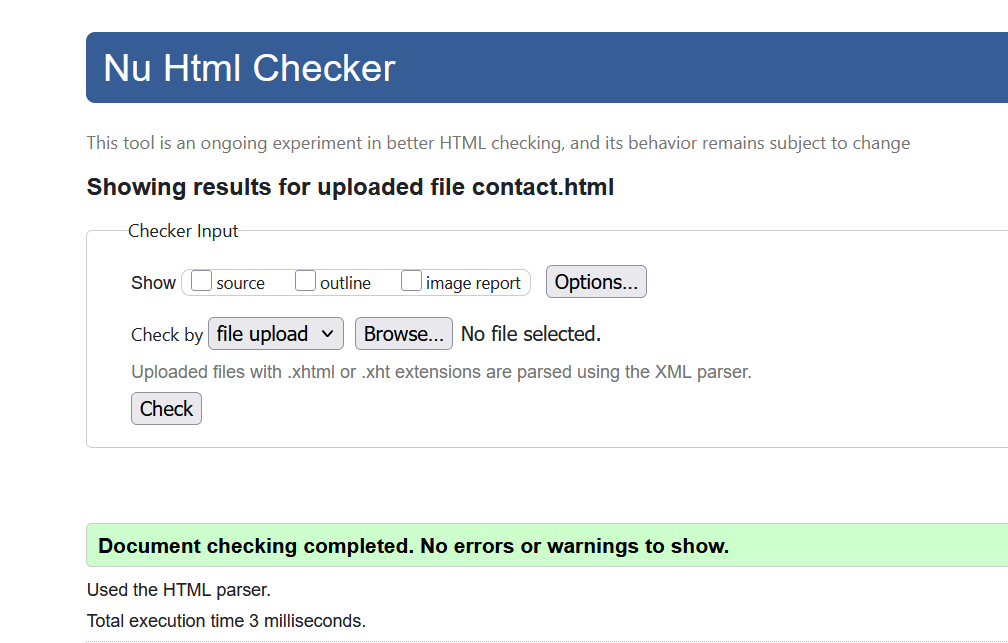 Nu Html Checker
This tool is an ongoing experiment in better HTML checking, and its behavior remains subject to change
Showing results for uploaded file contact.html
Checker Input
Show source outline image report Options...
Check by file upload Browse... No file selected.
Uploaded files with .xhtml or .xht extensions are parsed using the XML parser.
Check
Document checking completed. No errors or warnings to show.
Used the HTML parser.
Total execution time 3 milliseconds.